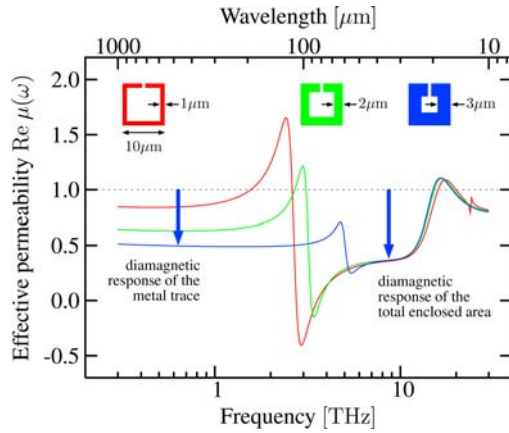 Wavelength [μm]
1000 100 10
Effective permeability Re μ(ω)
2.0
1.5
1.0
0.5
0.0
-0.5
1μm
10μm
2μm
3μm
diamagnetic
response of the
metal trace
diamagnetic
response of the
total enclosed area
1 10
Frequency [THz]